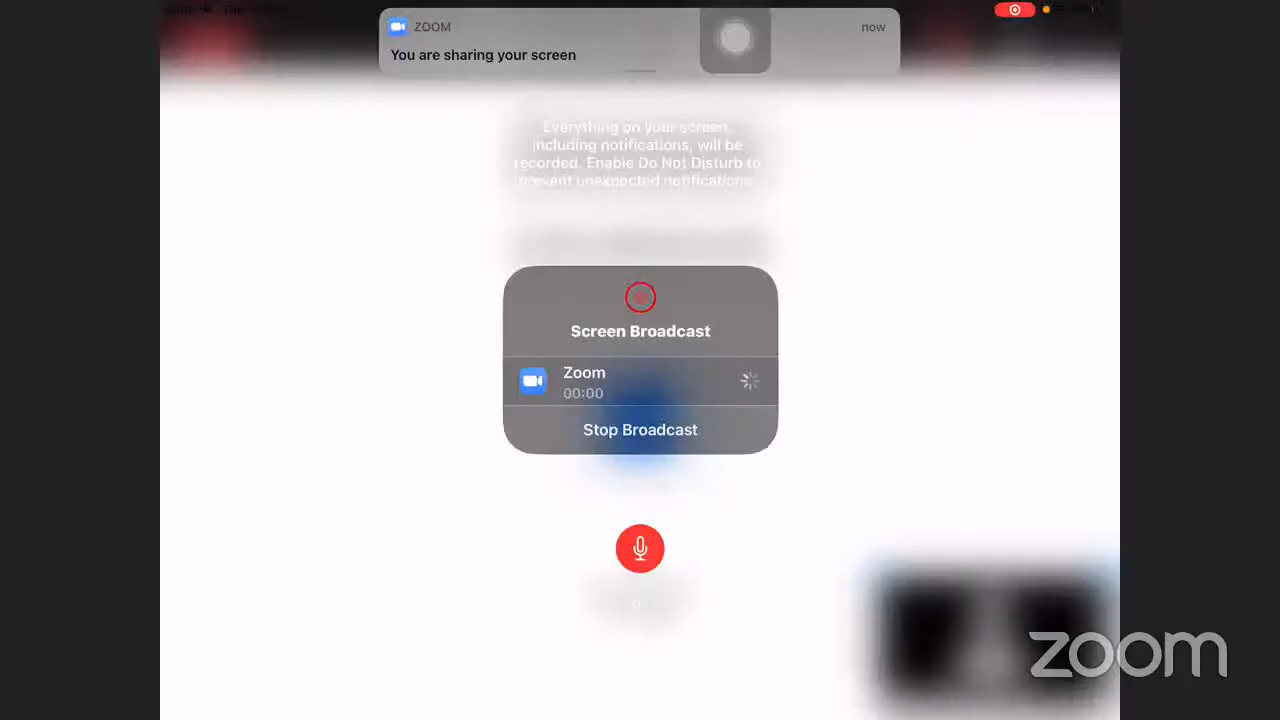 ZOOM
now
You are sharing your screen
Everything on your screen,
including notifications, will be
recorded. Enable Do Not Disturb to
prevent unexpected notifications.
Screen Broadcast
Zoom
00:00
Stop Broadcast
zoom